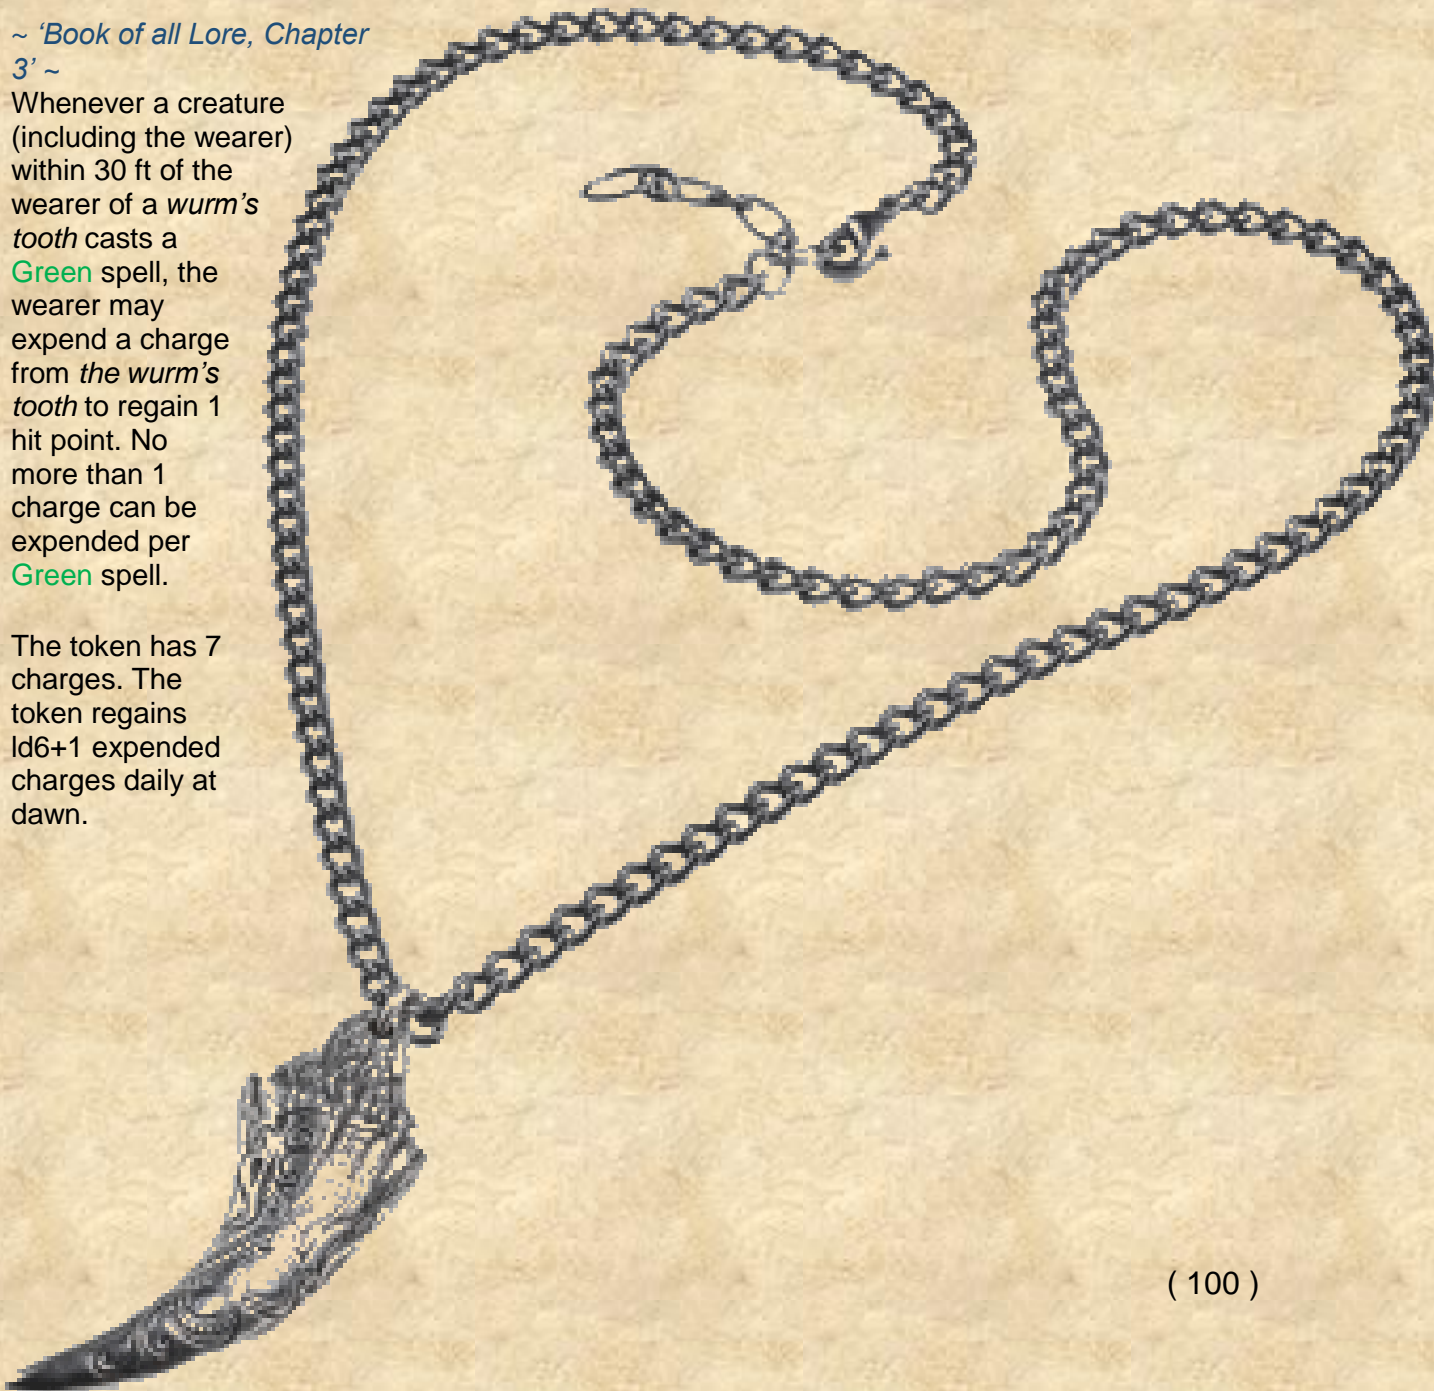 ~ ‘Book of all Lore, Chapter
3’ ~
Whenever a creature
(including the wearer)
within 30 ft of the
wearer of a wurm’s
tooth casts a
Green spell, the
wearer may
expend a charge
from the wurm’s
tooth to regain 1
hit point. No
more than 1
charge can be
expended per
Green spell.
The token has 7
charges. The
token regains
ld6+1 expended
charges daily at
dawn.
( 100 )